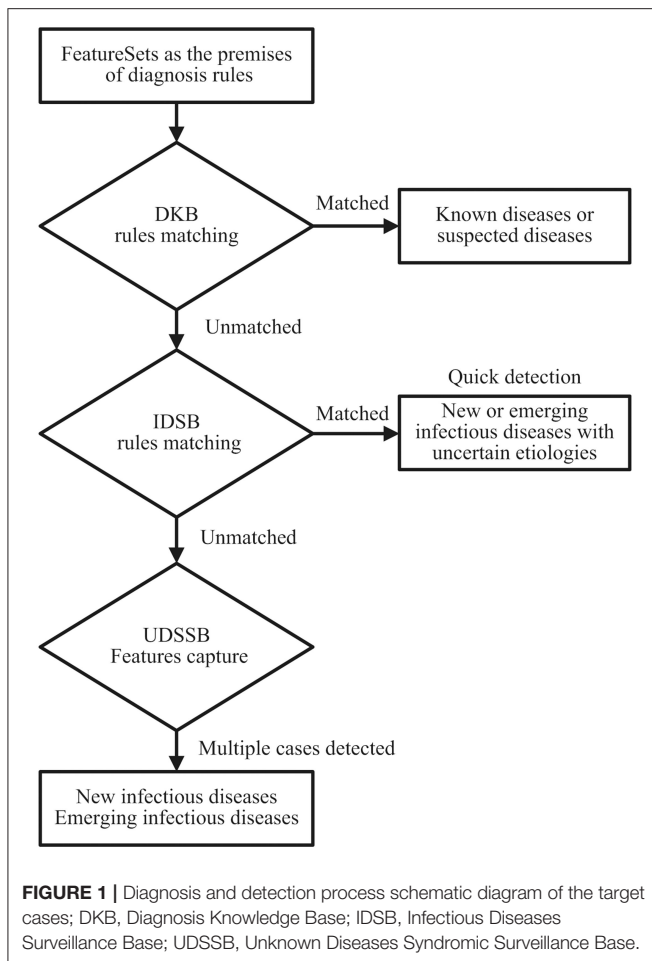 FeatureSets as the premises
of diagnosis rules
DKB
rules matching
Matched
Known diseases or
suspected diseases
Unmatched
IDSB
rules matching
Matched
Quick detection
New or emerging
infectious diseases with
uncertain etiologies
Unmatched
UDSSB
Features capture
Multiple cases detected
New infectious diseases
Emerging infectious diseases
FIGURE 1 | Diagnosis and detection process schematic diagram of the target
cases; DKB, Diagnosis Knowledge Base; IDSB, Infectious Diseases
Surveillance Base; UDSSB, Unknown Diseases Syndromic Surveillance Base.